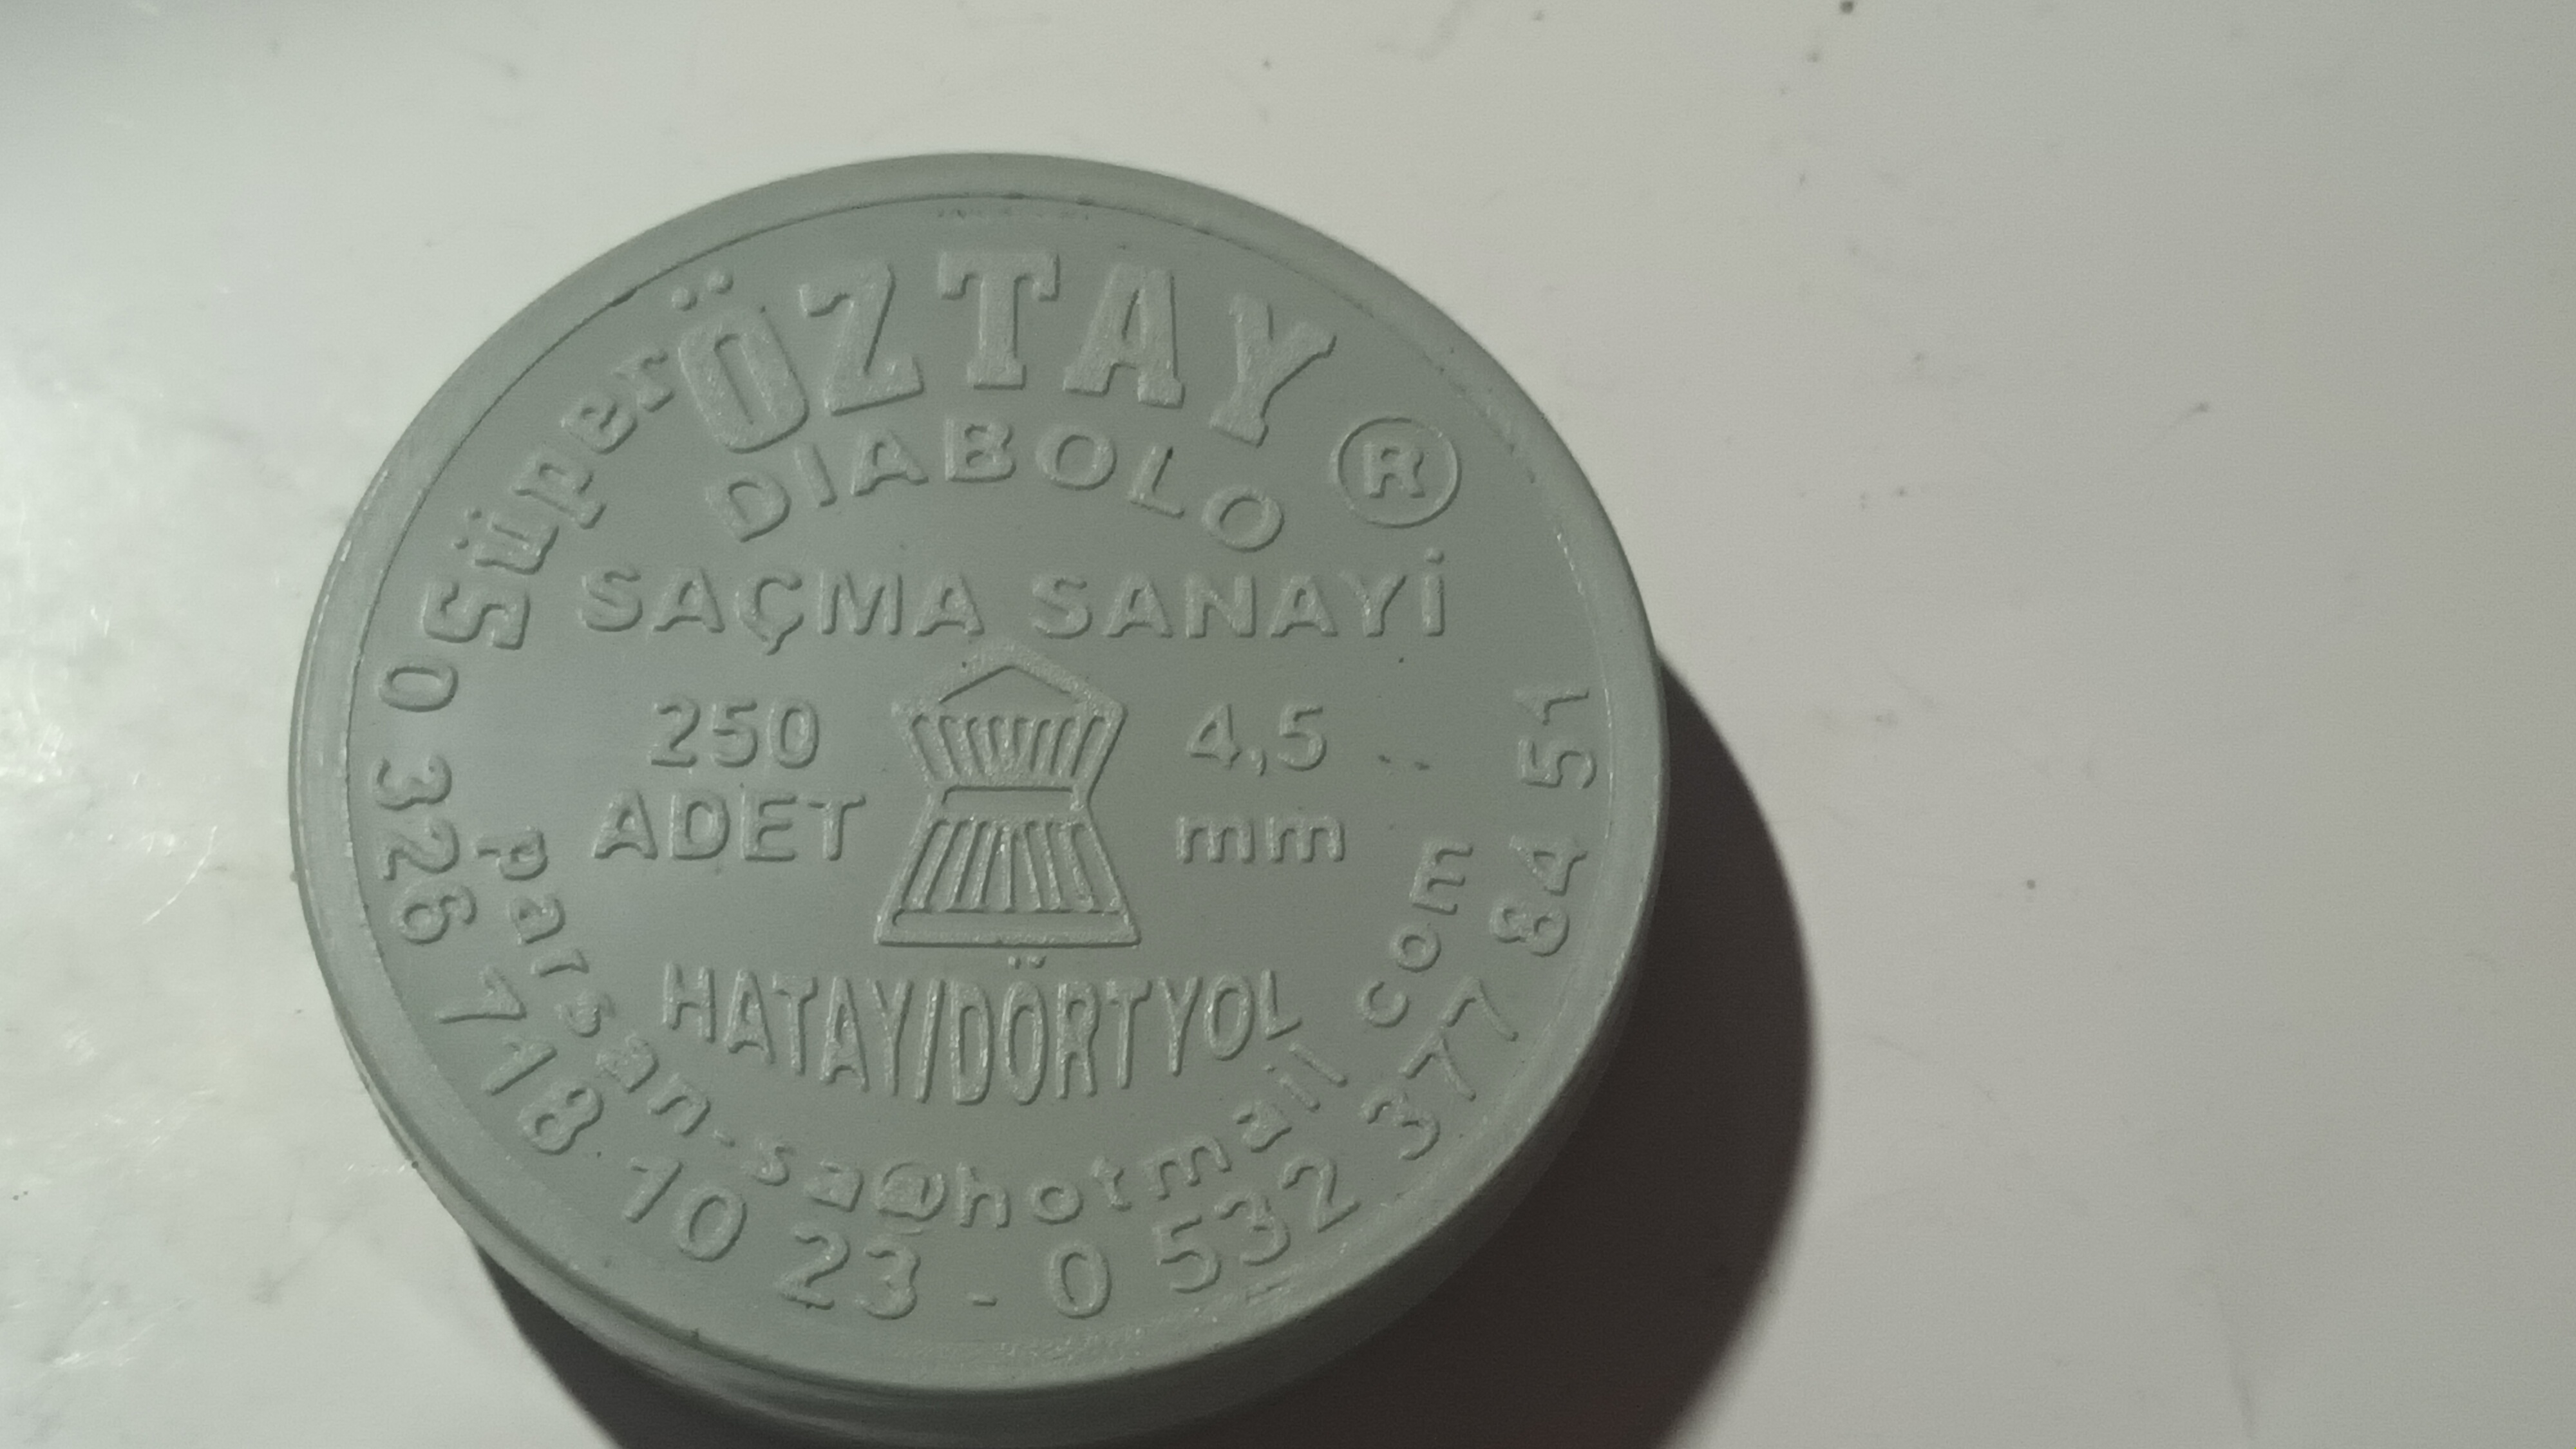 Süper ÖZTAY ®
DIABOLO
SAÇMA SANAYİ
250
ADET
4,5
mm
HATAY/DÖRTYOL
parsan-sa@hotmail com
0 326 718 10 23 - 0 532 377 84 51